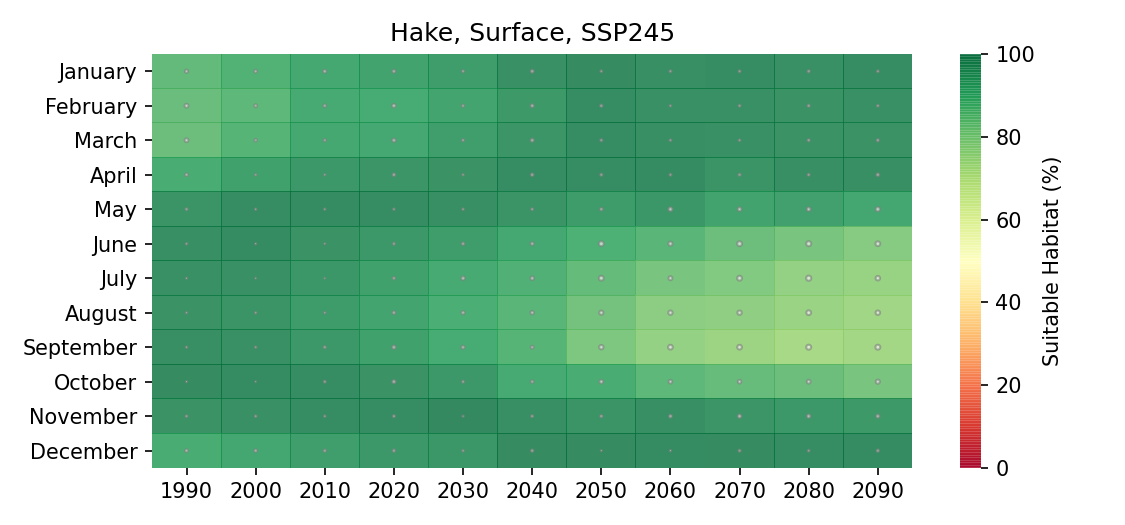 Hake, Surface, SSP245
January
February
March
April
May
June
July
August
September
October
November
December
1990 2000 2010 2020 2030 2040 2050 2060 2070 2080 2090
100
80
60
40
20
0
Suitable Habitat (%)